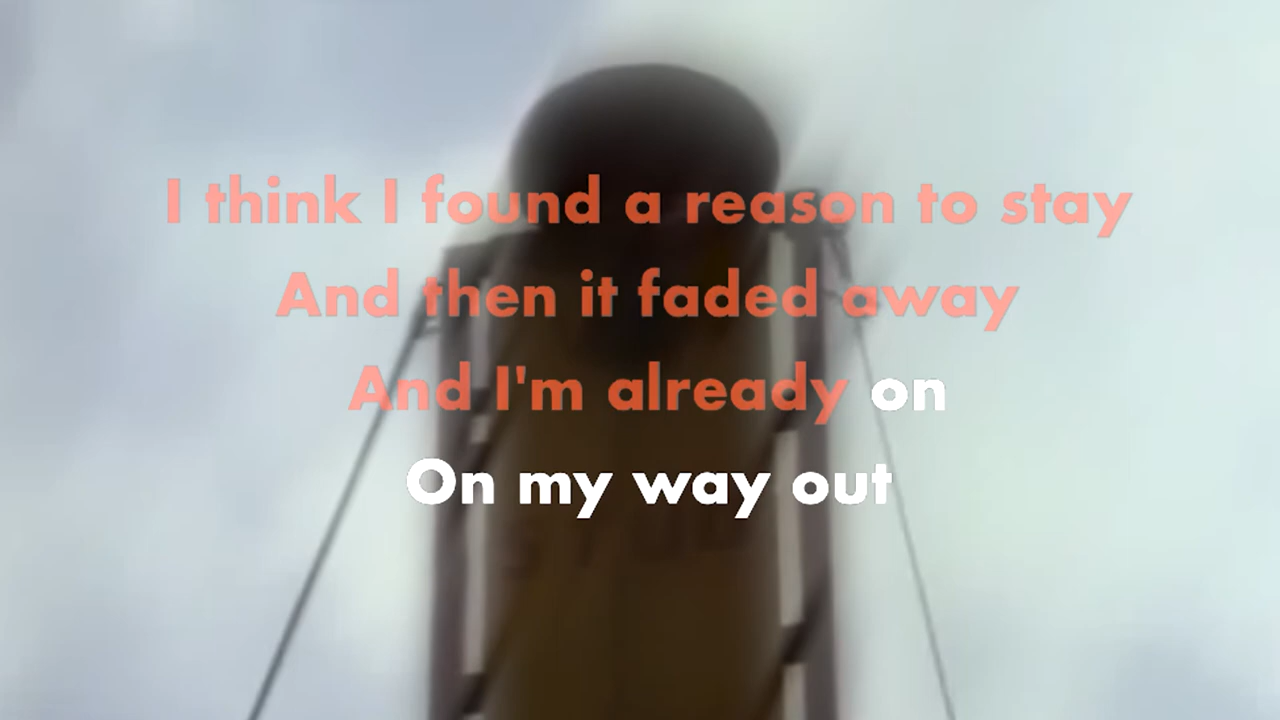 I think I found a reason to stay
And then it faded away
And I'm already on
On my way out